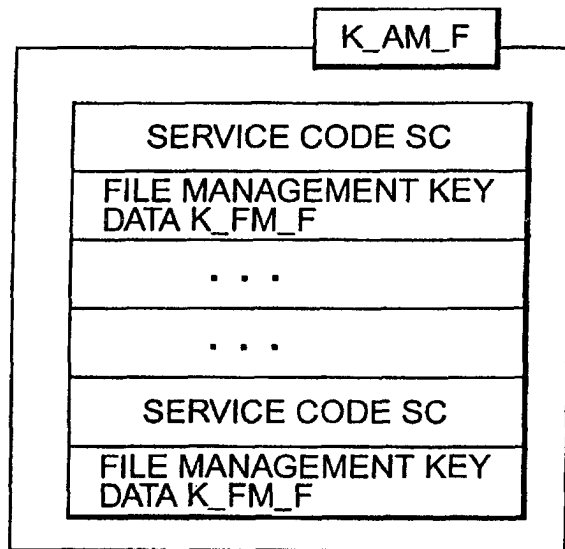 K_AM_F
SERVICE CODE SC
FILE MANAGEMENT KEY
DATA K_FM_F
. . .
. . .
SERVICE CODE SC
FILE MANAGEMENT KEY
DATA K_FM_F